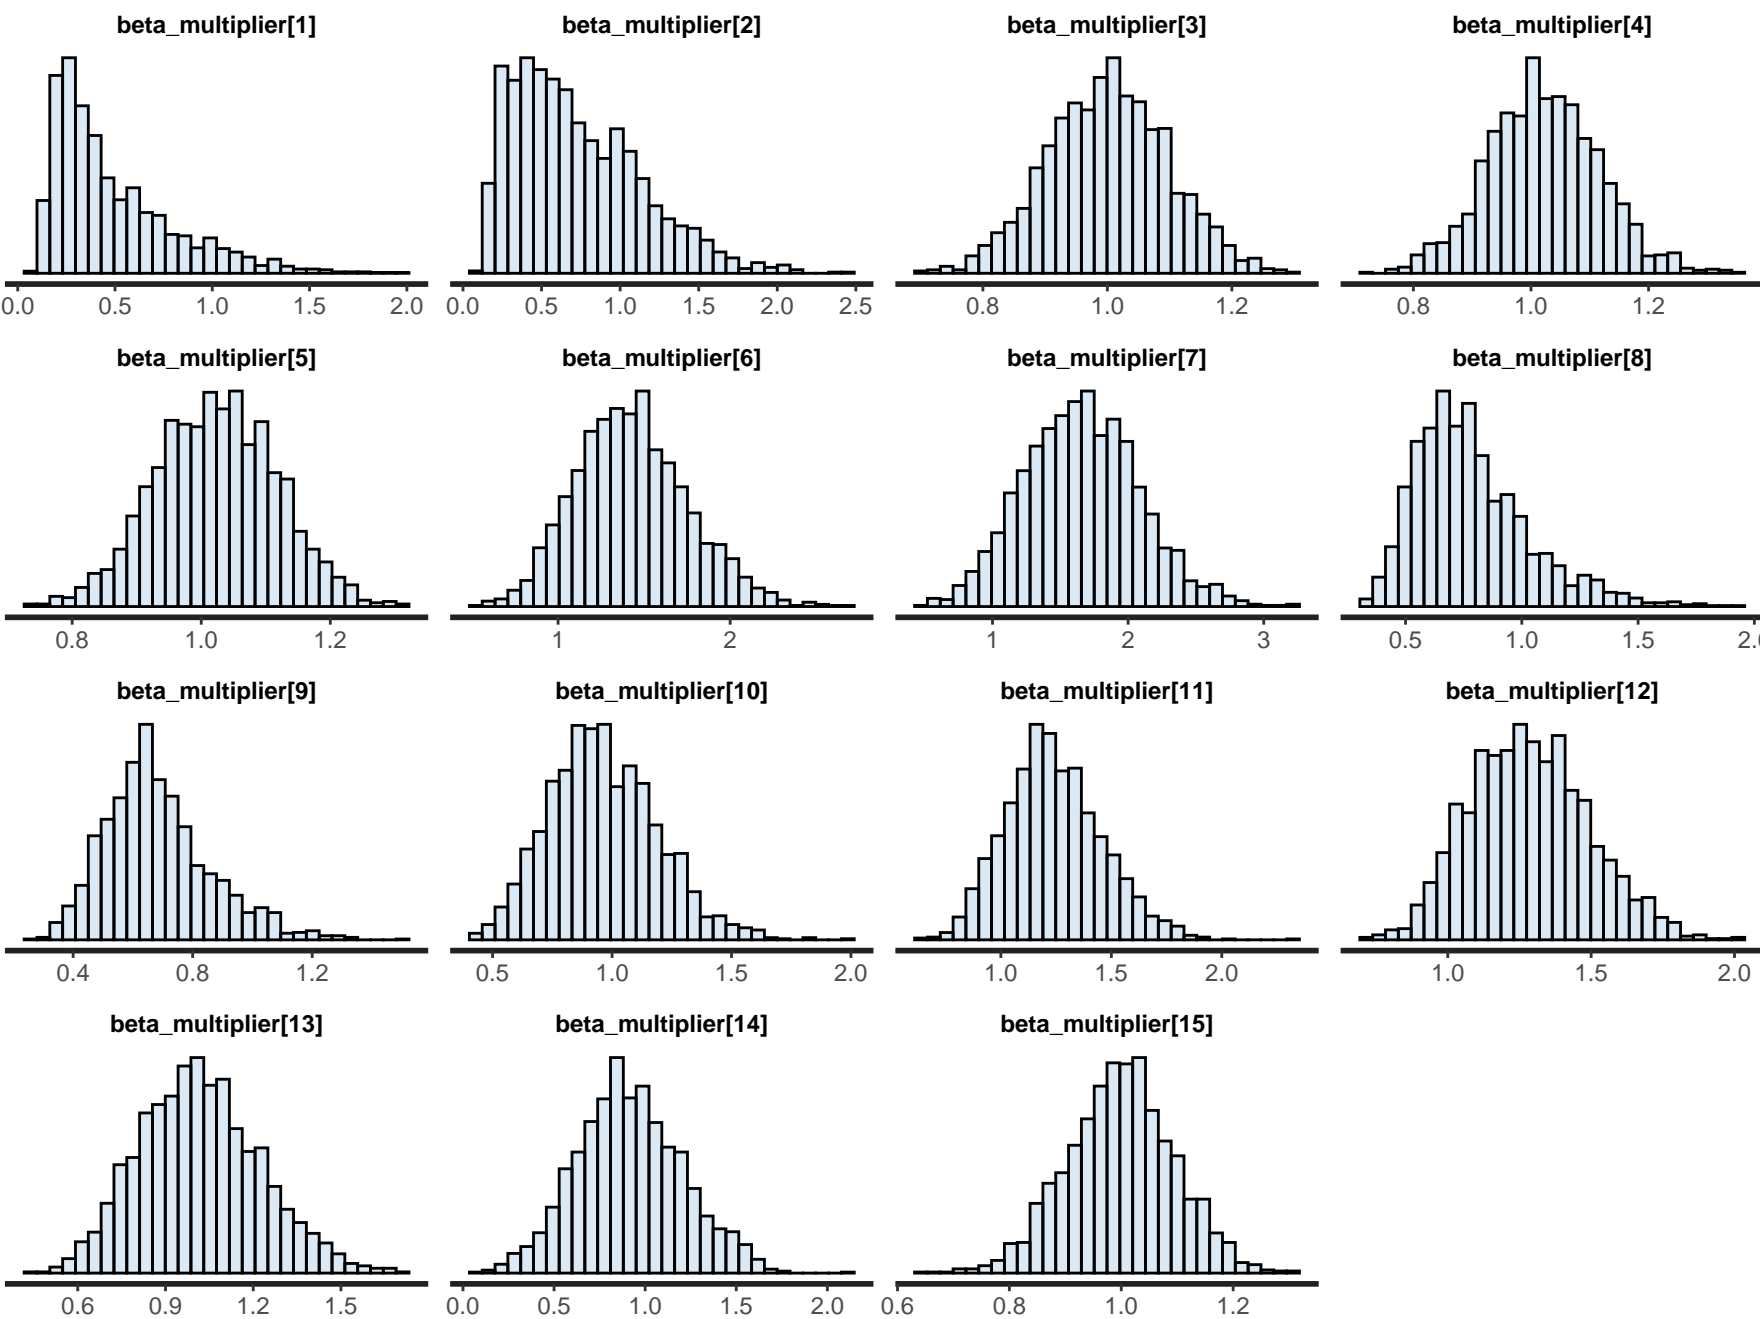 beta_multiplier[1] beta_multiplier[2] beta_multiplier[3] beta_multiplier[4]
0.0 0.5 1.0 1.5 2.0 0.0 0.5 1.0 1.5 2.0 2.5 0.8 1.0 1.2 0.8 1.0 1.2
beta_multiplier[5] beta_multiplier[6] beta_multiplier[7] beta_multiplier[8]
0.8 1.0 1.2 1 2 1 2 3 0.5 1.0 1.5 2.0
beta_multiplier[9] beta_multiplier[10] beta_multiplier[11] beta_multiplier[12]
0.4 0.8 1.2 0.5 1.0 1.5 2.0 1.0 1.5 2.0 1.0 1.5 2.0
beta_multiplier[13] beta_multiplier[14] beta_multiplier[15]
0.6 0.9 1.2 1.5 0.0 0.5 1.0 1.5 2.0 0.6 0.8 1.0 1.2